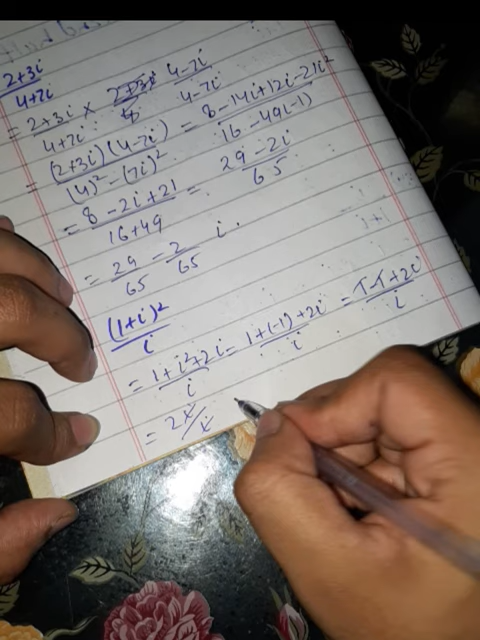 2+3i / 4+7i
= 2+3i / 4+7i × 4-7i / 4-7i
= (2+3i)(4-7i) / (4)² - (7i)² = 8-14i+12i-21i² / 16-49(-1)
= 8-2i+21 / 16+49 = 29-2i / 65
= 29/65 - 2/65 i.
(1+i)² / i
= 1+i²+2i / i = 1+(-1)+2i / i = 1-1+2i / i
= 2i / i